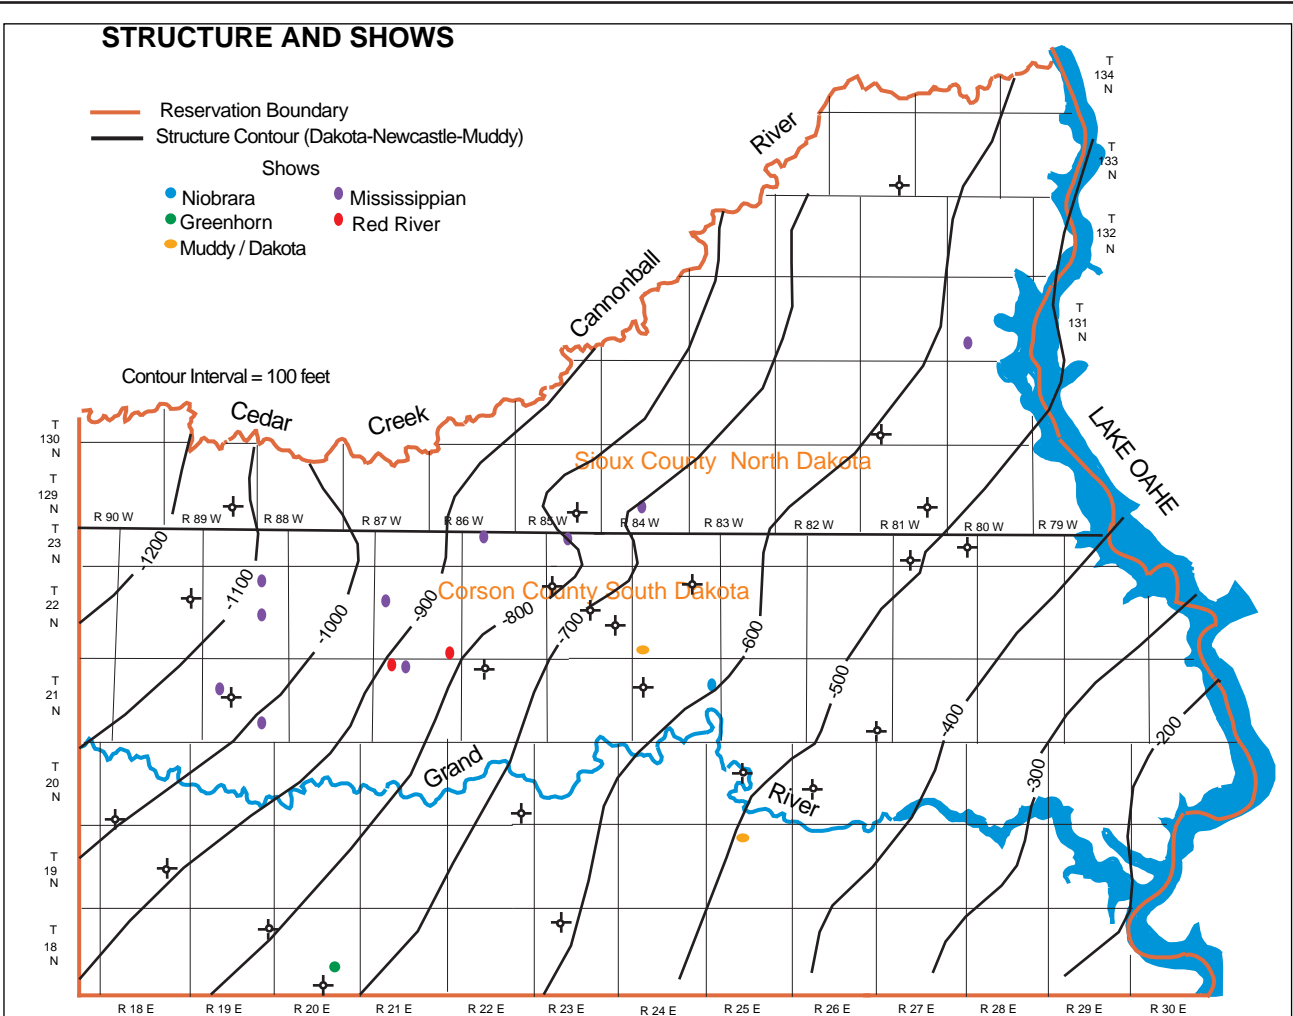 STRUCTURE AND SHOWS
Reservation Boundary
Structure Contour (Dakota-Newcastle-Muddy)
Shows
Niobrara
Mississippian
Greenhorn
Red River
Muddy / Dakota
Contour Interval = 100 feet
Cedar
Creek
Cannonball
River
LAKE OAHE
Sioux County North Dakota
Corson County South Dakota
Grand
River
T
134
N
T
133
N
T
132
N
T
131
N
T
130
N
T
129
N
T
23
N
T
22
N
T
21
N
T
20
N
T
19
N
T
18
N
R 90 W
R 89 W
R 88 W
R 87 W
R 86 W
R 85 W
R 84 W
R 83 W
R 82 W
R 81 W
R 80 W
R 79 W
-1200
-1100
-1000
-900
-800
-700
-600
-500
-400
-300
-200
R 18 E
R 19 E
R 20 E
R 21 E
R 22 E
R 23 E
R 24 E
R 25 E
R 26 E
R 27 E
R 28 E
R 29 E
R 30 E